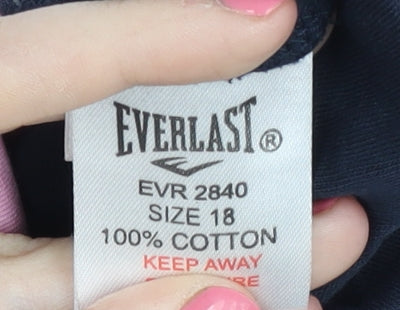 EVERLAST®
EVR 2840
SIZE 18
100% COTTON
KEEP AWAY